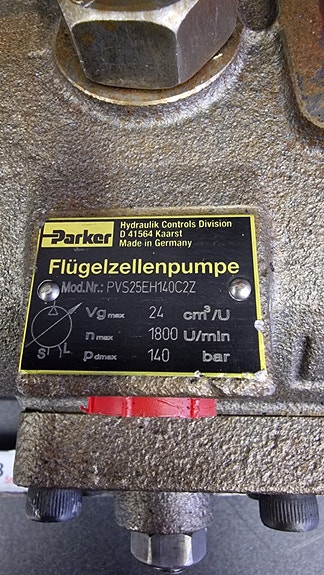 Parker
Hydraulik Controls Division
D 41564 Kaarst
Made in Germany
Flügelzellenpumpe
Mod.Nr.: PVS25EH140C2Z
Vg max 24 cm³/U
n max 1800 U/min
p d max 140 bar
S L